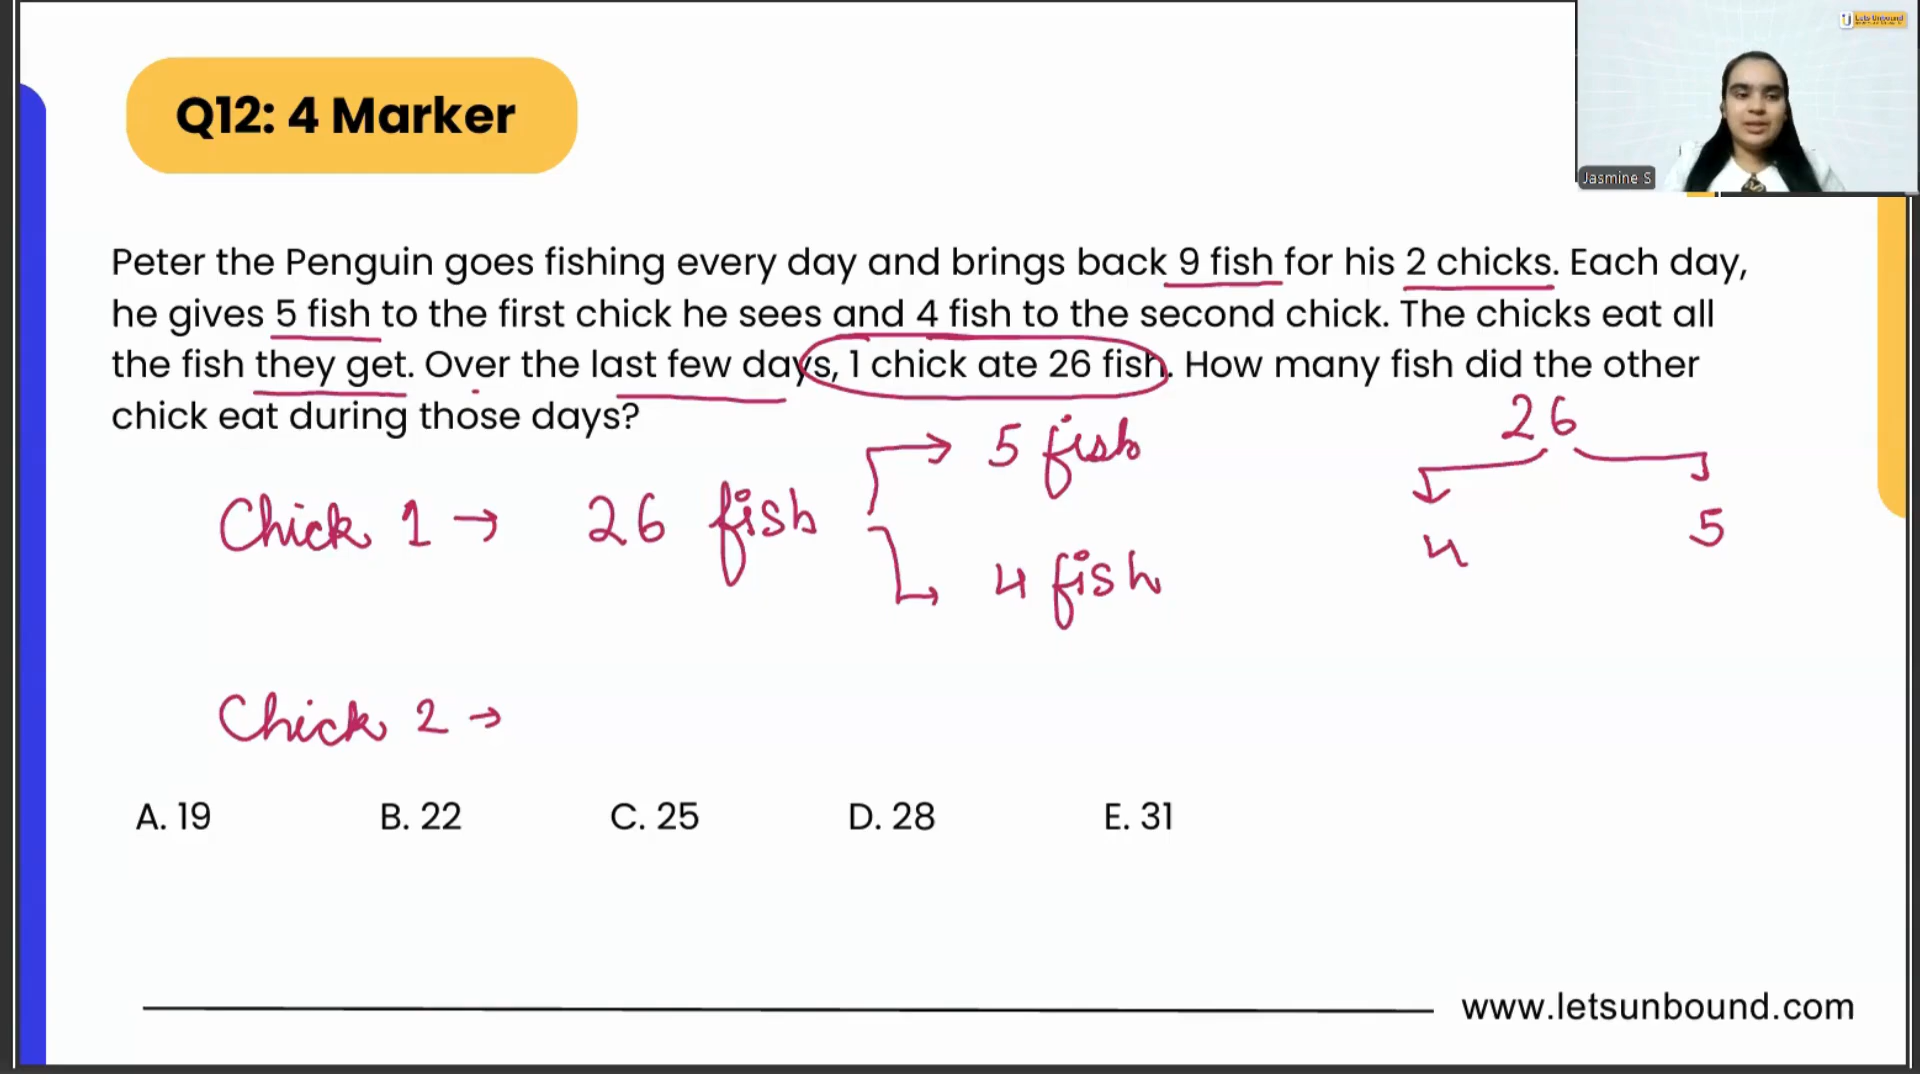 Lets Unbound
Jasmine S
Q12: 4 Marker
Peter the Penguin goes fishing every day and brings back 9 fish for his 2 chicks. Each day,
he gives 5 fish to the first chick he sees and 4 fish to the second chick. The chicks eat all
the fish they get. Over the last few days, 1 chick ate 26 fish. How many fish did the other
chick eat during those days?
26
4 5
Chick 1 → 26 fish
5 fish
4 fish
Chick 2 →
A. 19 B. 22 C. 25 D. 28 E. 31
www.letsunbound.com